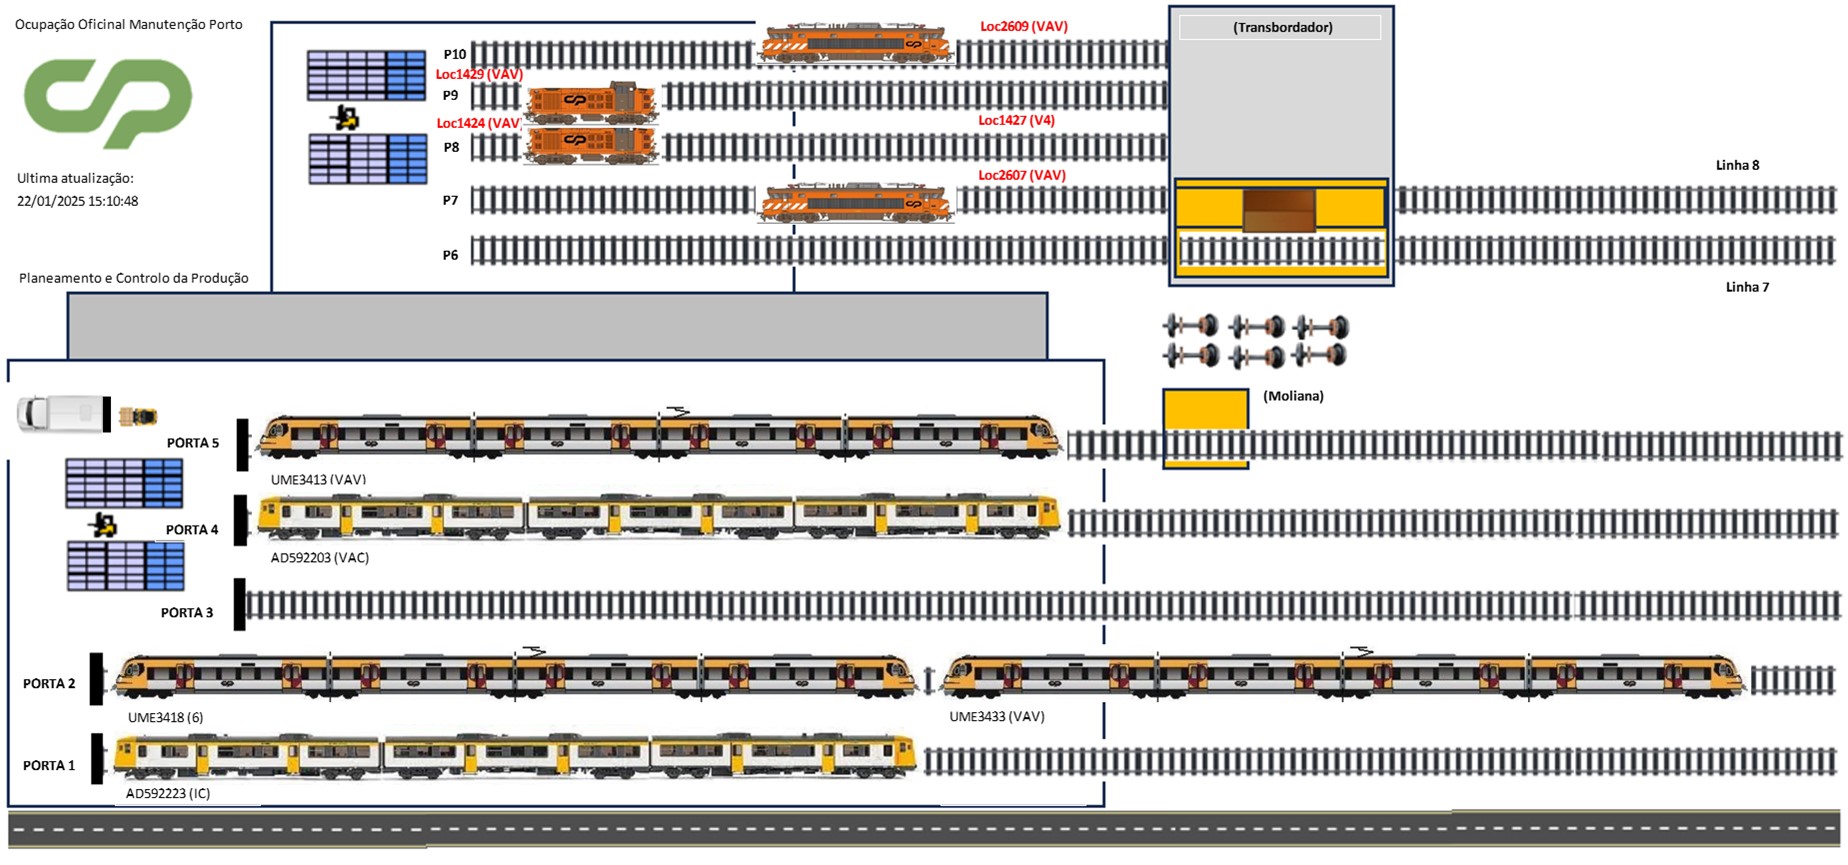 Ocupação Oficinal Manutenção Porto
CP
Ultima atualização:
22/01/2025 15:10:48
Planeamento e Controlo da Produção
Loc2609 (VAV)
P10
Loc1429 (VAV)
P9
Loc1424 (VAV)
Loc1427 (V4)
P8
Loc2607 (VAV)
P7
P6
(Transbordador)
Linha 8
Linha 7
(Moliana)
PORTA 5
UME3413 (VAV)
PORTA 4
AD592203 (VAC)
PORTA 3
PORTA 2
UME3418 (6)
UME3433 (VAV)
PORTA 1
AD592223 (IC)